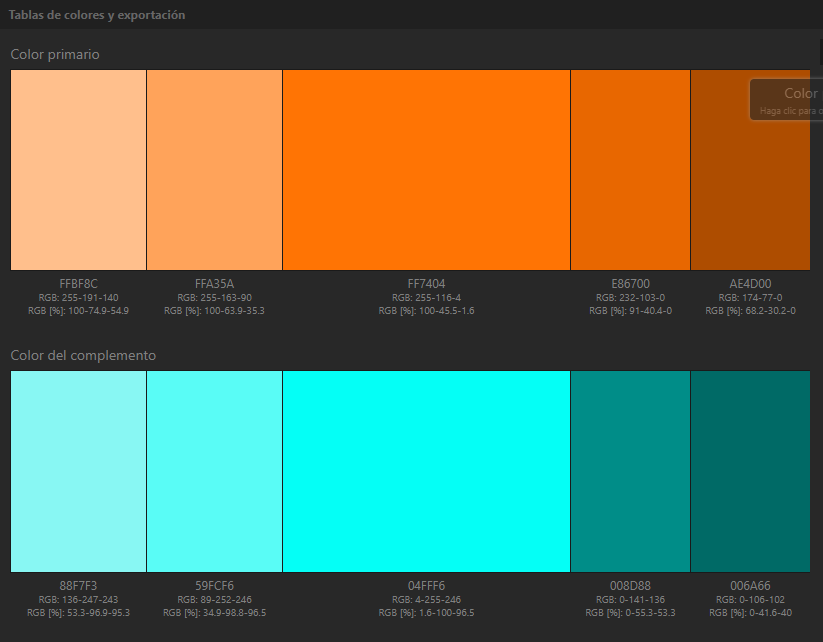 Tablas de colores y exportación
Color primario
Color
Haga clic para
FFBF8C FFA35A FF7404 E86700 AE4D00
RGB: 255-191-140 RGB: 255-163-90 RGB: 255-116-4 RGB: 232-103-0 RGB: 174-77-0
RGB [%]: 100-74.9-54.9 RGB [%]: 100-63.9-35.3 RGB [%]: 100-45.5-1.6 RGB [%]: 91-40.4-0 RGB [%]: 68.2-30.2-0
Color del complemento
88F7F3 59FCF6 04FFF6 008D88 006A66
RGB: 136-247-243 RGB: 89-252-246 RGB: 4-255-246 RGB: 0-141-136 RGB: 0-106-102
RGB [%]: 53.3-96.9-95.3 RGB [%]: 34.9-98.8-96.5 RGB [%]: 1.6-100-96.5 RGB [%]: 0-55.3-53.3 RGB [%]: 0-41.6-40